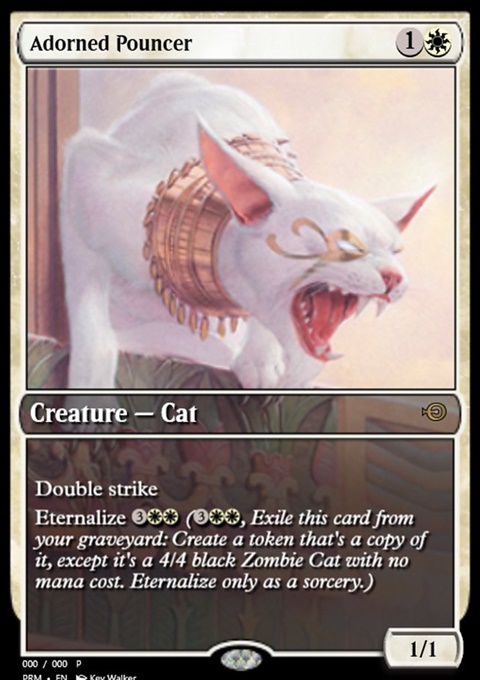 Adorned Pouncer 1
Creature — Cat
Double strike
Eternalize 3 (3, Exile this card from
your graveyard: Create a token that's a copy of
it, except it's a 4/4 black Zombie Cat with no
mana cost. Eternalize only as a sorcery.)
1/1
000 / 000 P
PRM • EN Kev Walker